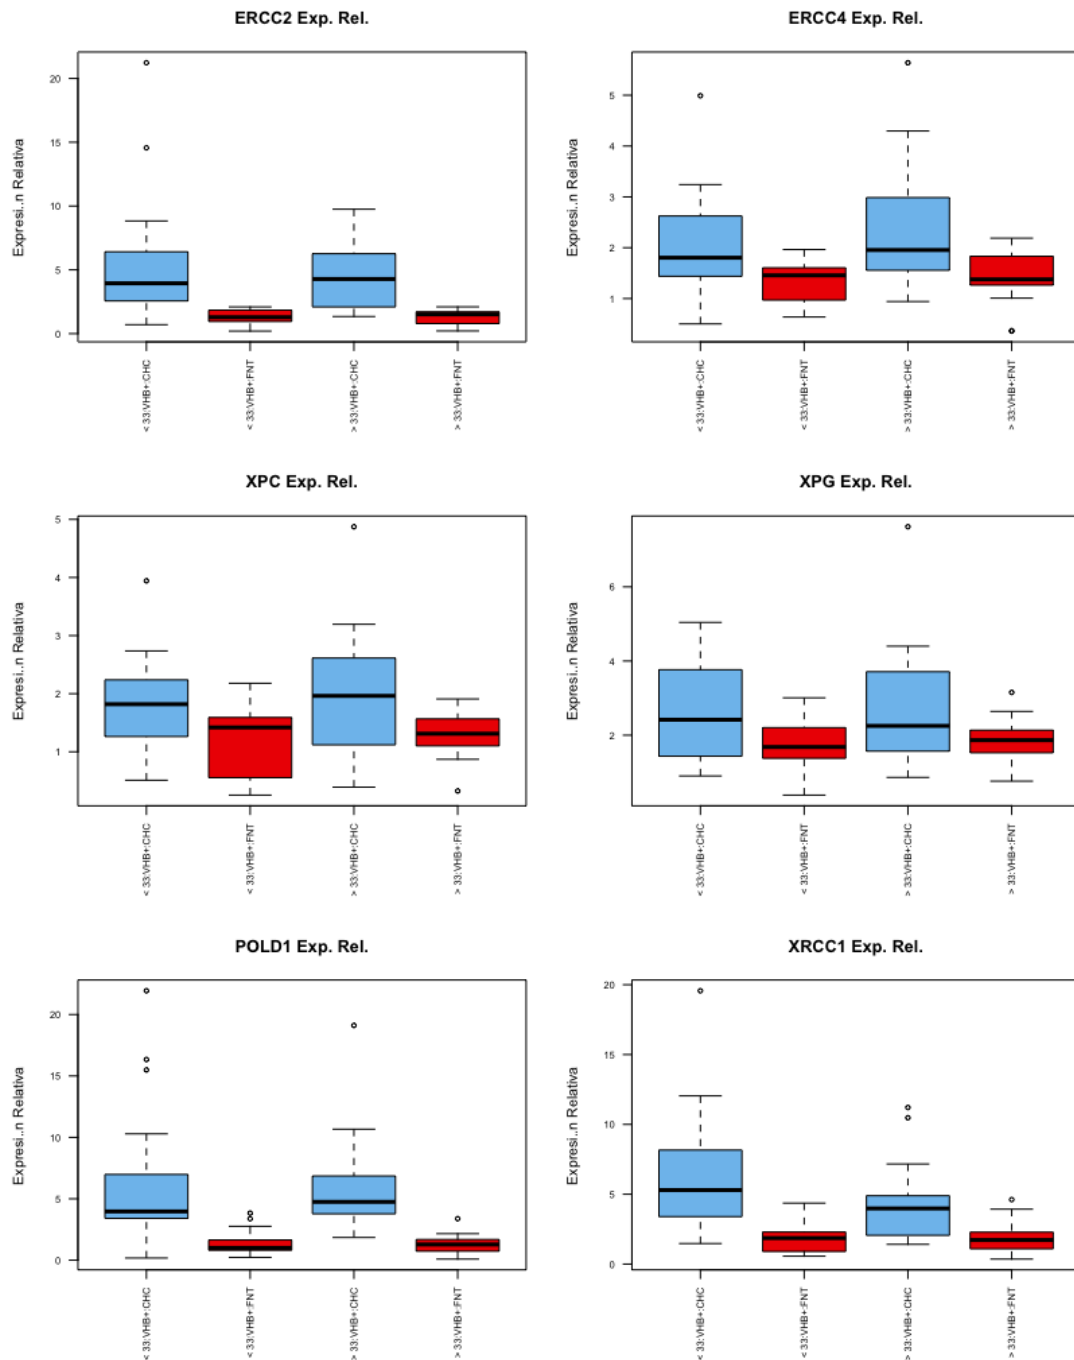 ERCC2 Exp. Rel.
Expresi..n Relativa
20
15
10
5
0
< 33:VHB+:CHC
< 33:VHB+:FNT
> 33:VHB+:CHC
> 33:VHB+:FNT
ERCC4 Exp. Rel.
Expresi..n Relativa
5
4
3
2
1
< 33:VHB+:CHC
< 33:VHB+:FNT
> 33:VHB+:CHC
> 33:VHB+:FNT
XPC Exp. Rel.
Expresi..n Relativa
5
4
3
2
1
< 33:VHB+:CHC
< 33:VHB+:FNT
> 33:VHB+:CHC
> 33:VHB+:FNT
XPG Exp. Rel.
Expresi..n Relativa
6
4
2
< 33:VHB+:CHC
< 33:VHB+:FNT
> 33:VHB+:CHC
> 33:VHB+:FNT
POLD1 Exp. Rel.
Expresi..n Relativa
20
15
10
5
0
< 33:VHB+:CHC
< 33:VHB+:FNT
> 33:VHB+:CHC
> 33:VHB+:FNT
XRCC1 Exp. Rel.
Expresi..n Relativa
20
15
10
5
0
< 33:VHB+:CHC
< 33:VHB+:FNT
> 33:VHB+:CHC
> 33:VHB+:FNT